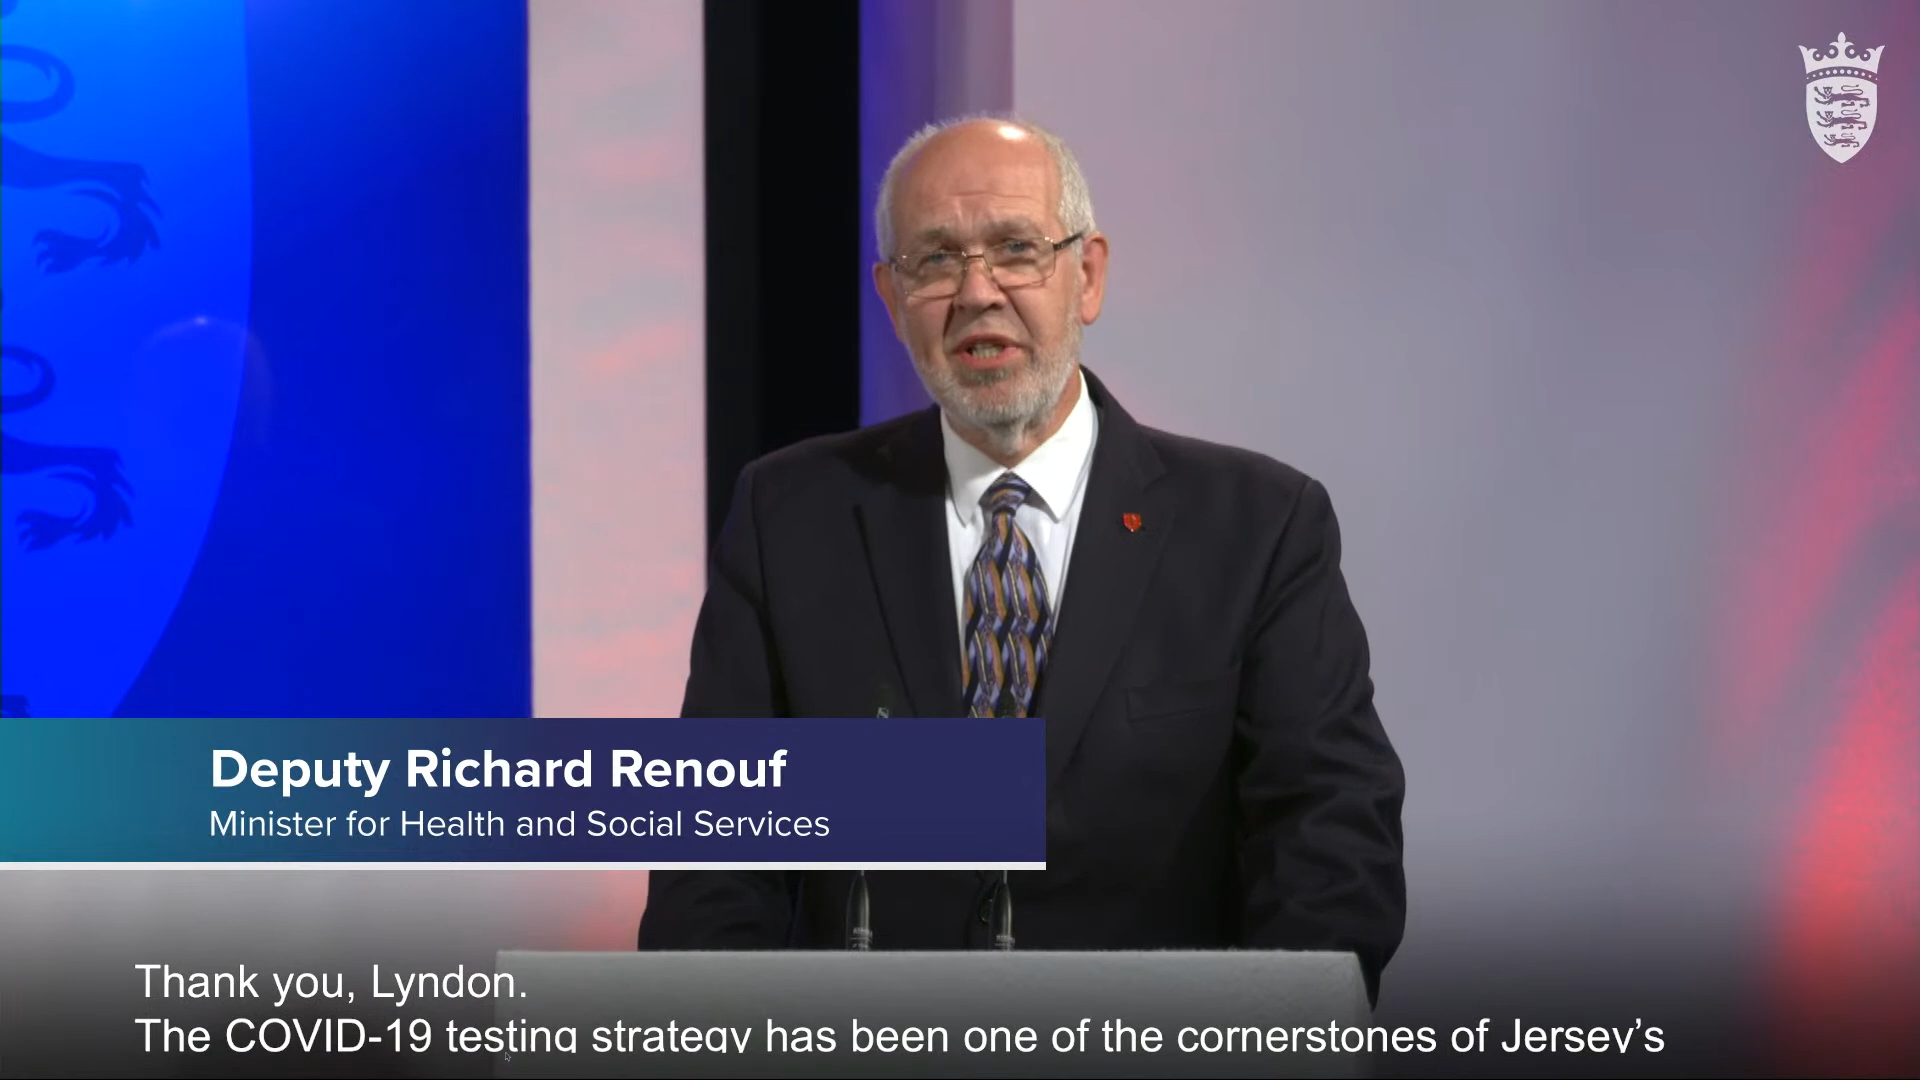 Deputy Richard Renouf
Minister for Health and Social Services
Thank you, Lyndon.
The COVID-19 testing strategy has been one of the cornerstones of Jersey’s